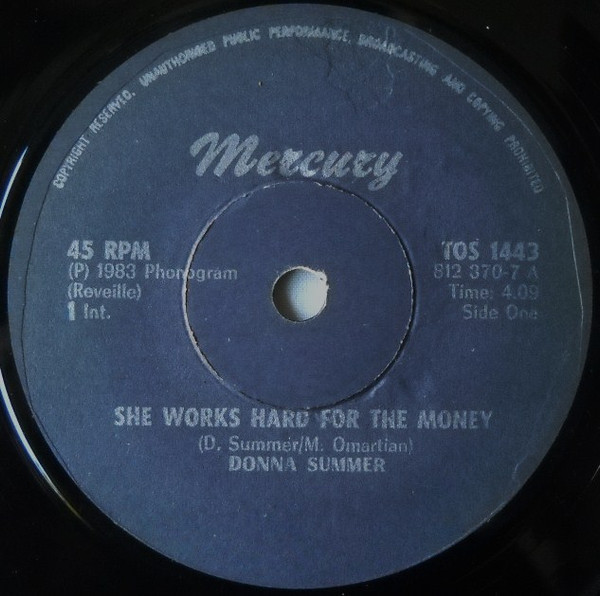 COPYRIGHT RESERVED. UNAUTHORISED PUBLIC PERFORMANCE, BROADCASTING AND COPYING PROHIBITED
Mercury
45 RPM
(P) 1983 Phonogram
(Reveille)
1 Int.
TOS 1443
812 370-7 A
Time: 4.09
Side One
SHE WORKS HARD FOR THE MONEY
(D. Summer/M. Omartian)
DONNA SUMMER